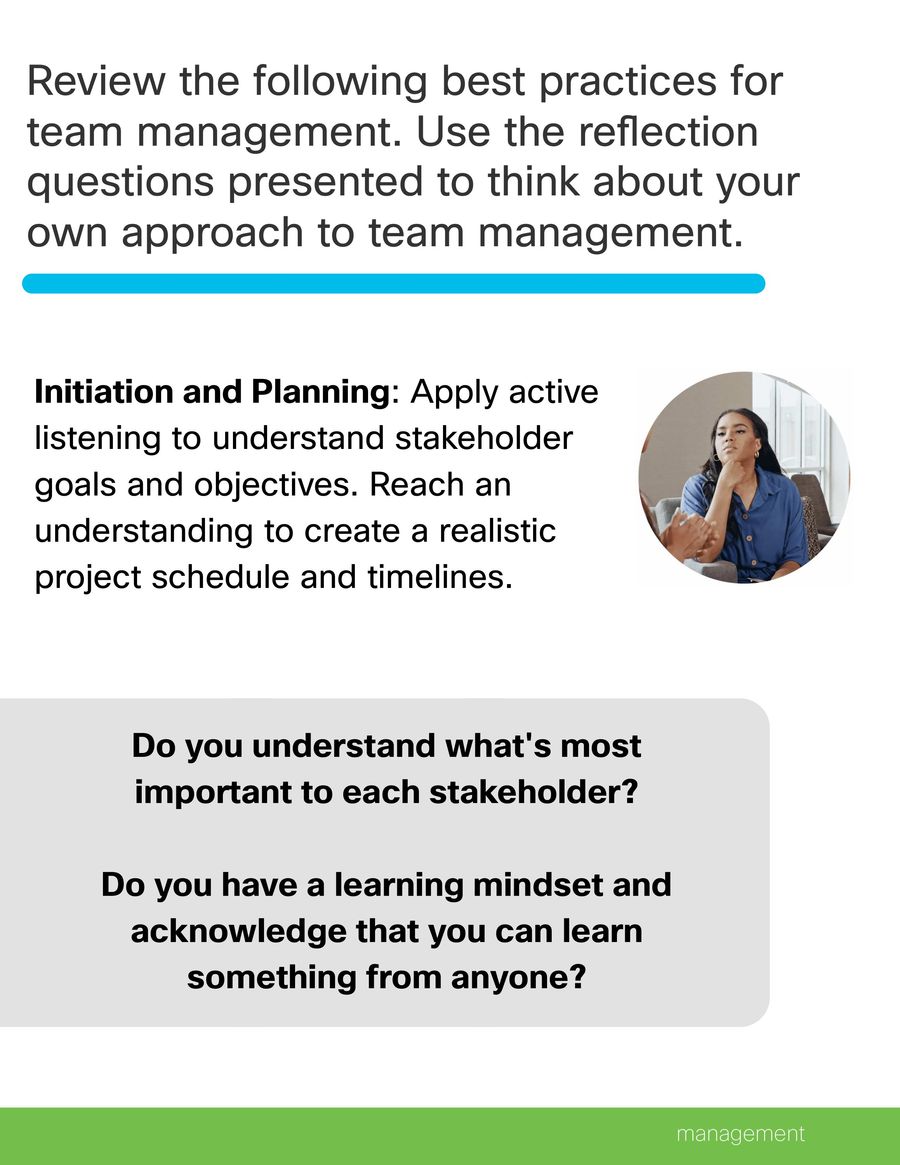 Review the following best practices for
team management. Use the reflection
questions presented to think about your
own approach to team management.
Initiation and Planning: Apply active
listening to understand stakeholder
goals and objectives. Reach an
understanding to create a realistic
project schedule and timelines.
Do you understand what's most
important to each stakeholder?
Do you have a learning mindset and
acknowledge that you can learn
something from anyone?
management